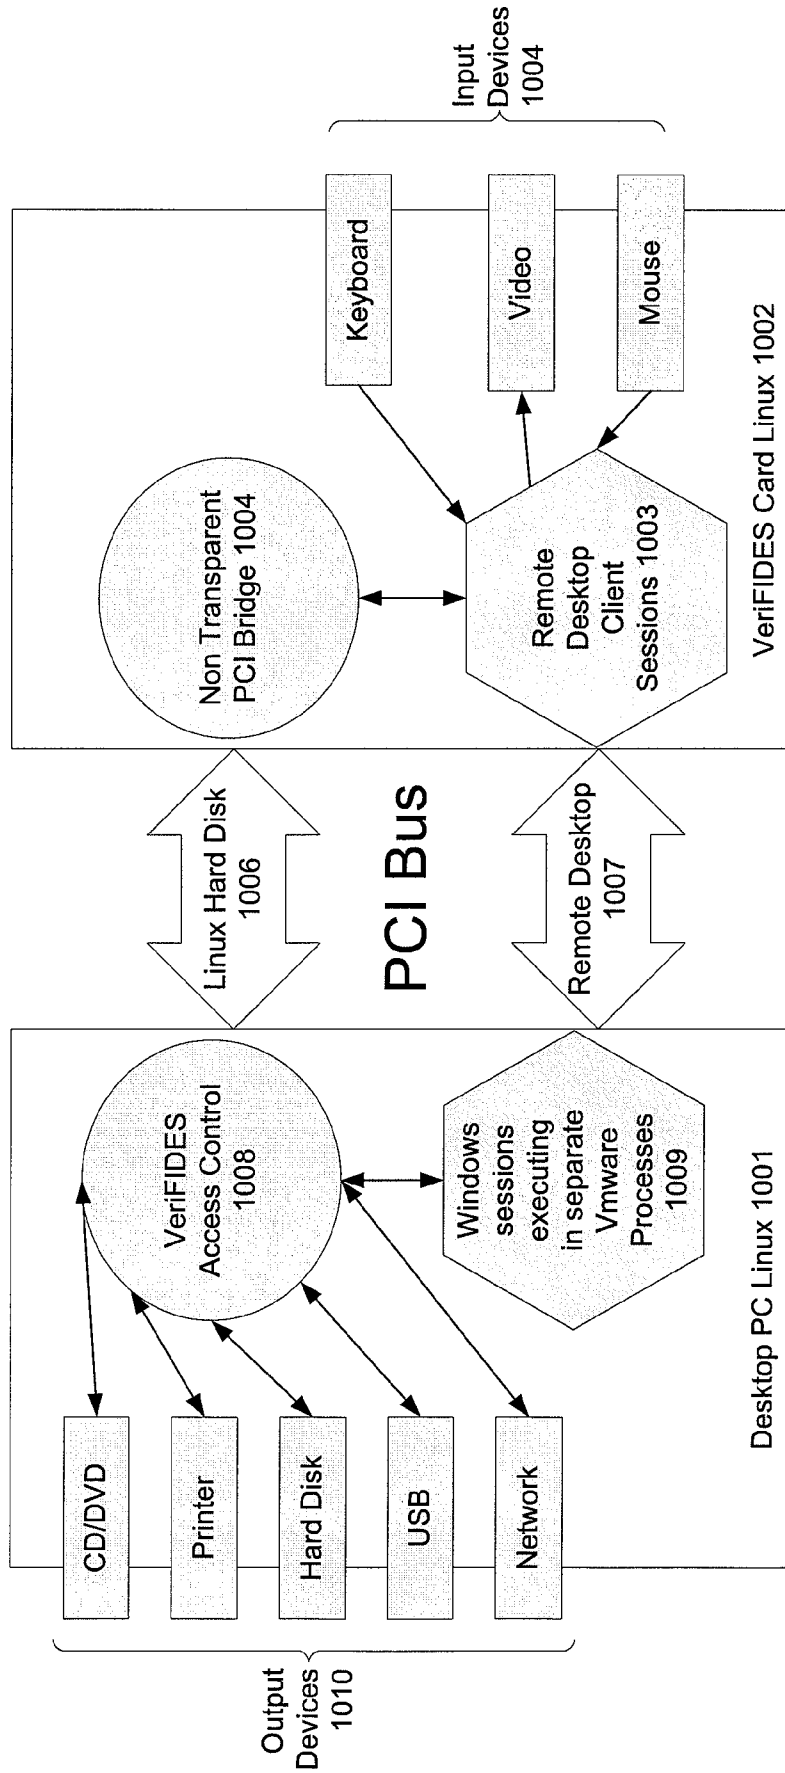 Output
Devices
1010
CD/DVD
Printer
Hard Disk
USB
Network
VeriFIDES
Access Control
1008
Windows
sessions
executing
in separate
Vmware
Processes
1009
Desktop PC Linux 1001
Linux Hard Disk
1006
PCI Bus
Remote Desktop
1007
Non Transparent
PCI Bridge 1004
Remote
Desktop
Client
Sessions 1003
Keyboard
Video
Mouse
VeriFIDES Card Linux 1002
Input
Devices
1004